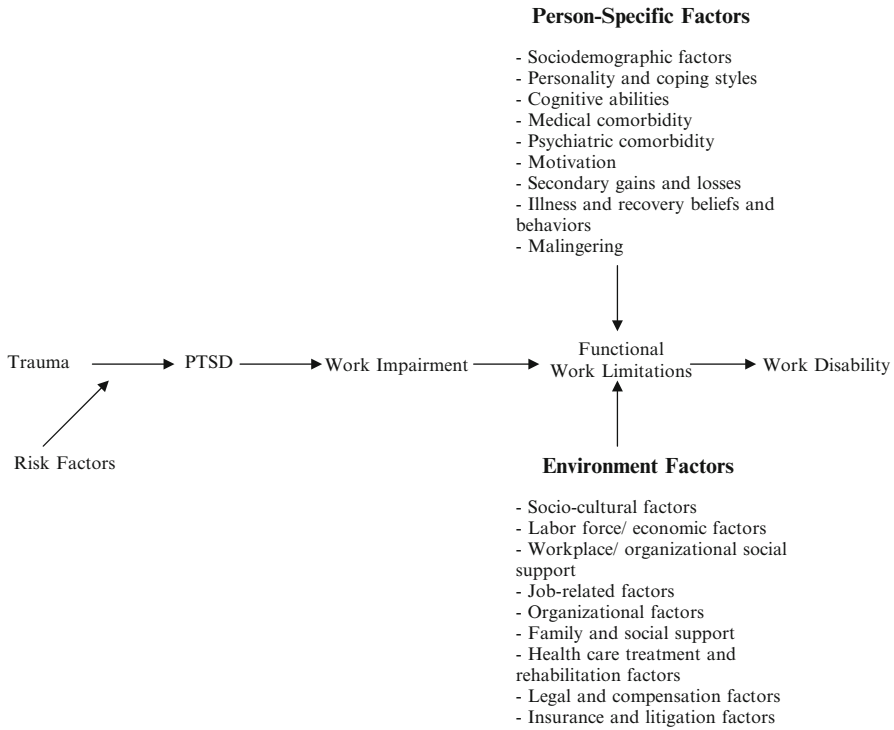 Person-Specific Factors
- Sociodemographic factors
- Personality and coping styles
- Cognitive abilities
- Medical comorbidity
- Psychiatric comorbidity
- Motivation
- Secondary gains and losses
- Illness and recovery beliefs and
behaviors
- Malingering
Trauma
PTSD
Work Impairment
Functional
Work Limitations
Work Disability
Risk Factors
Environment Factors
- Socio-cultural factors
- Labor force/ economic factors
- Workplace/ organizational social
support
- Job-related factors
- Organizational factors
- Family and social support
- Health care treatment and
rehabilitation factors
- Legal and compensation factors
- Insurance and litigation factors